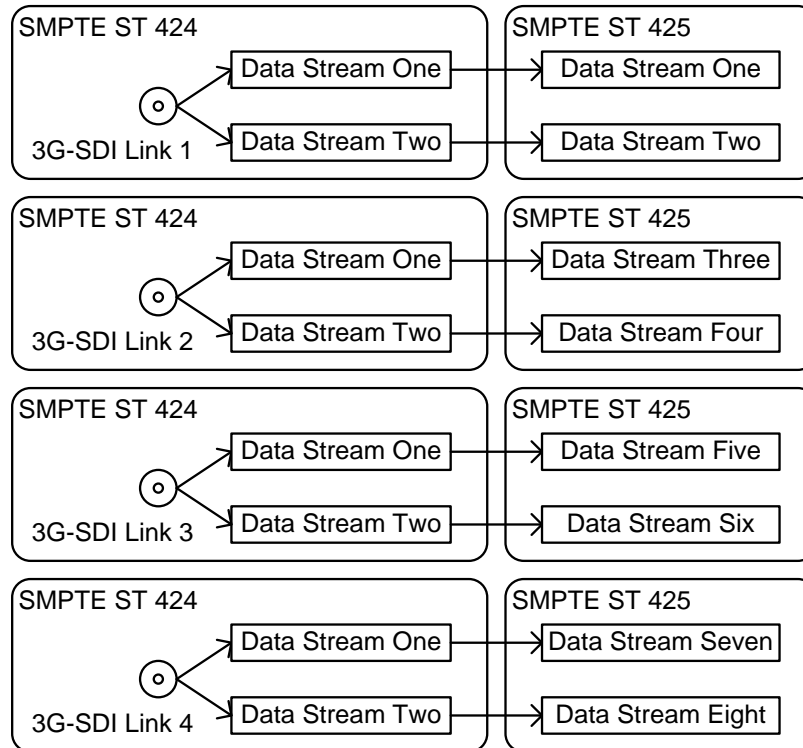 SMPTE ST 424
SMPTE ST 425
Data Stream One
Data Stream One
3G-SDI Link 1
Data Stream Two
Data Stream Two
SMPTE ST 424
SMPTE ST 425
Data Stream One
Data Stream Three
3G-SDI Link 2
Data Stream Two
Data Stream Four
SMPTE ST 424
SMPTE ST 425
Data Stream One
Data Stream Five
3G-SDI Link 3
Data Stream Two
Data Stream Six
SMPTE ST 424
SMPTE ST 425
Data Stream One
Data Stream Seven
3G-SDI Link 4
Data Stream Two
Data Stream Eight